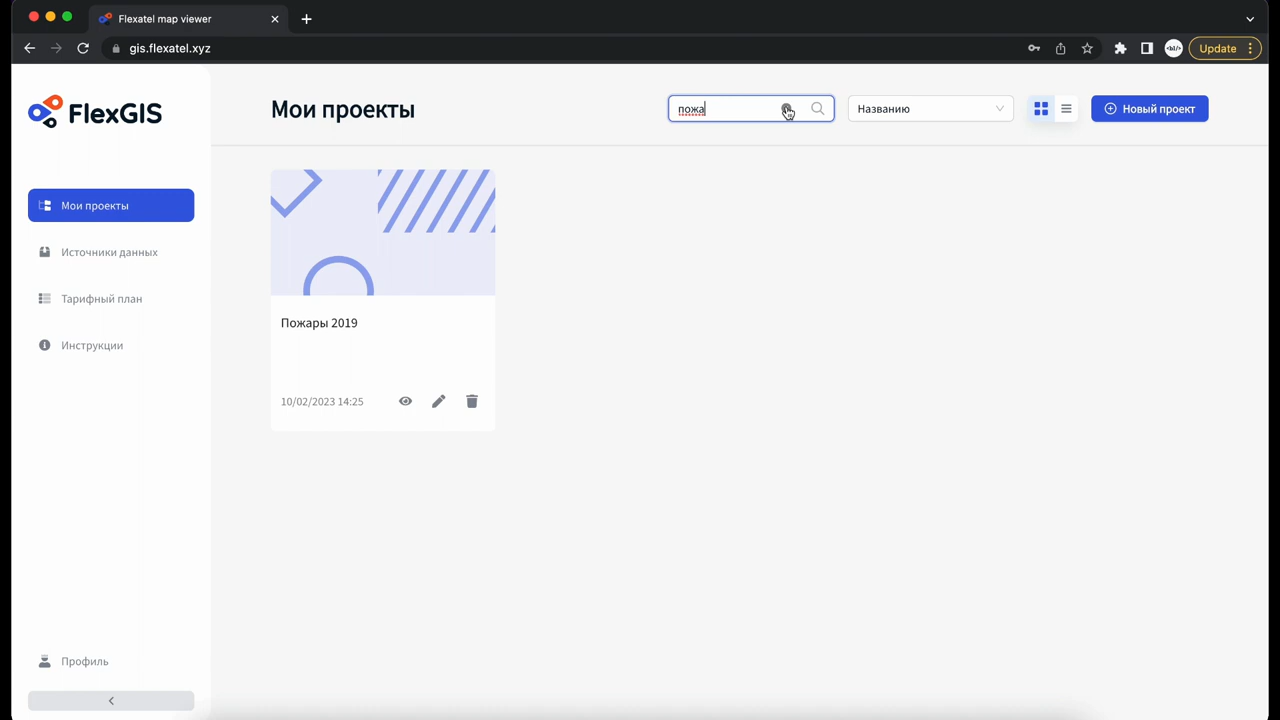 Flexatel map viewer
gis.flexatel.xyz
Update
FlexGIS
Мои проекты
пожа
Названию
Новый проект
Мои проекты
Источники данных
Тарифный план
Инструкции
Пожары 2019
10/02/2023 14:25
Профиль